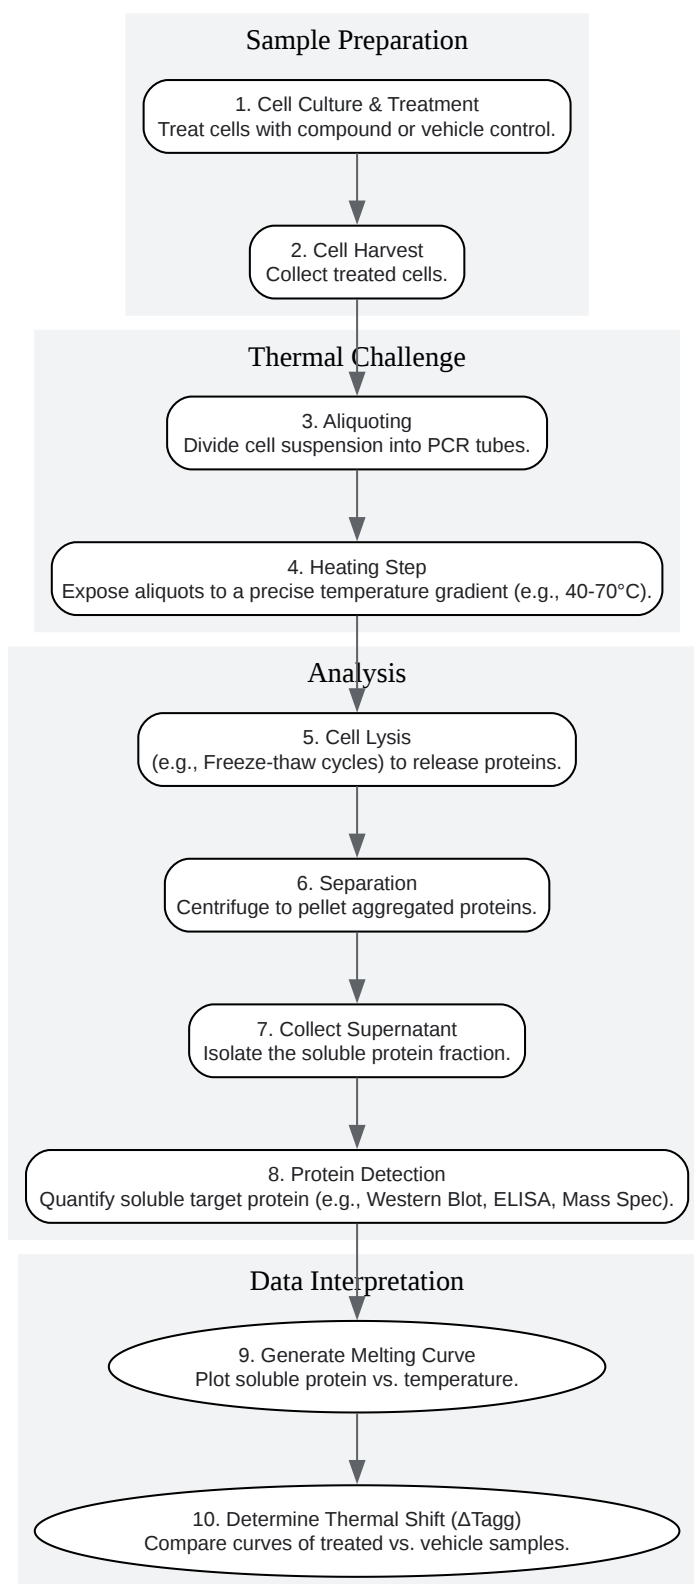 Sample Preparation
1. Cell Culture & Treatment
Treat cells with compound or vehicle control.
2. Cell Harvest
Collect treated cells.
Thermal Challenge
3. Aliquoting
Divide cell suspension into PCR tubes.
4. Heating Step
Expose aliquots to a precise temperature gradient (e.g., 40-70°C).
Analysis
5. Cell Lysis
(e.g., Freeze-thaw cycles) to release proteins.
6. Separation
Centrifuge to pellet aggregated proteins.
7. Collect Supernatant
Isolate the soluble protein fraction.
8. Protein Detection
Quantify soluble target protein (e.g., Western Blot, ELISA, Mass Spec).
Data Interpretation
9. Generate Melting Curve
Plot soluble protein vs. temperature.
10. Determine Thermal Shift (ΔTagg)
Compare curves of treated vs. vehicle samples.